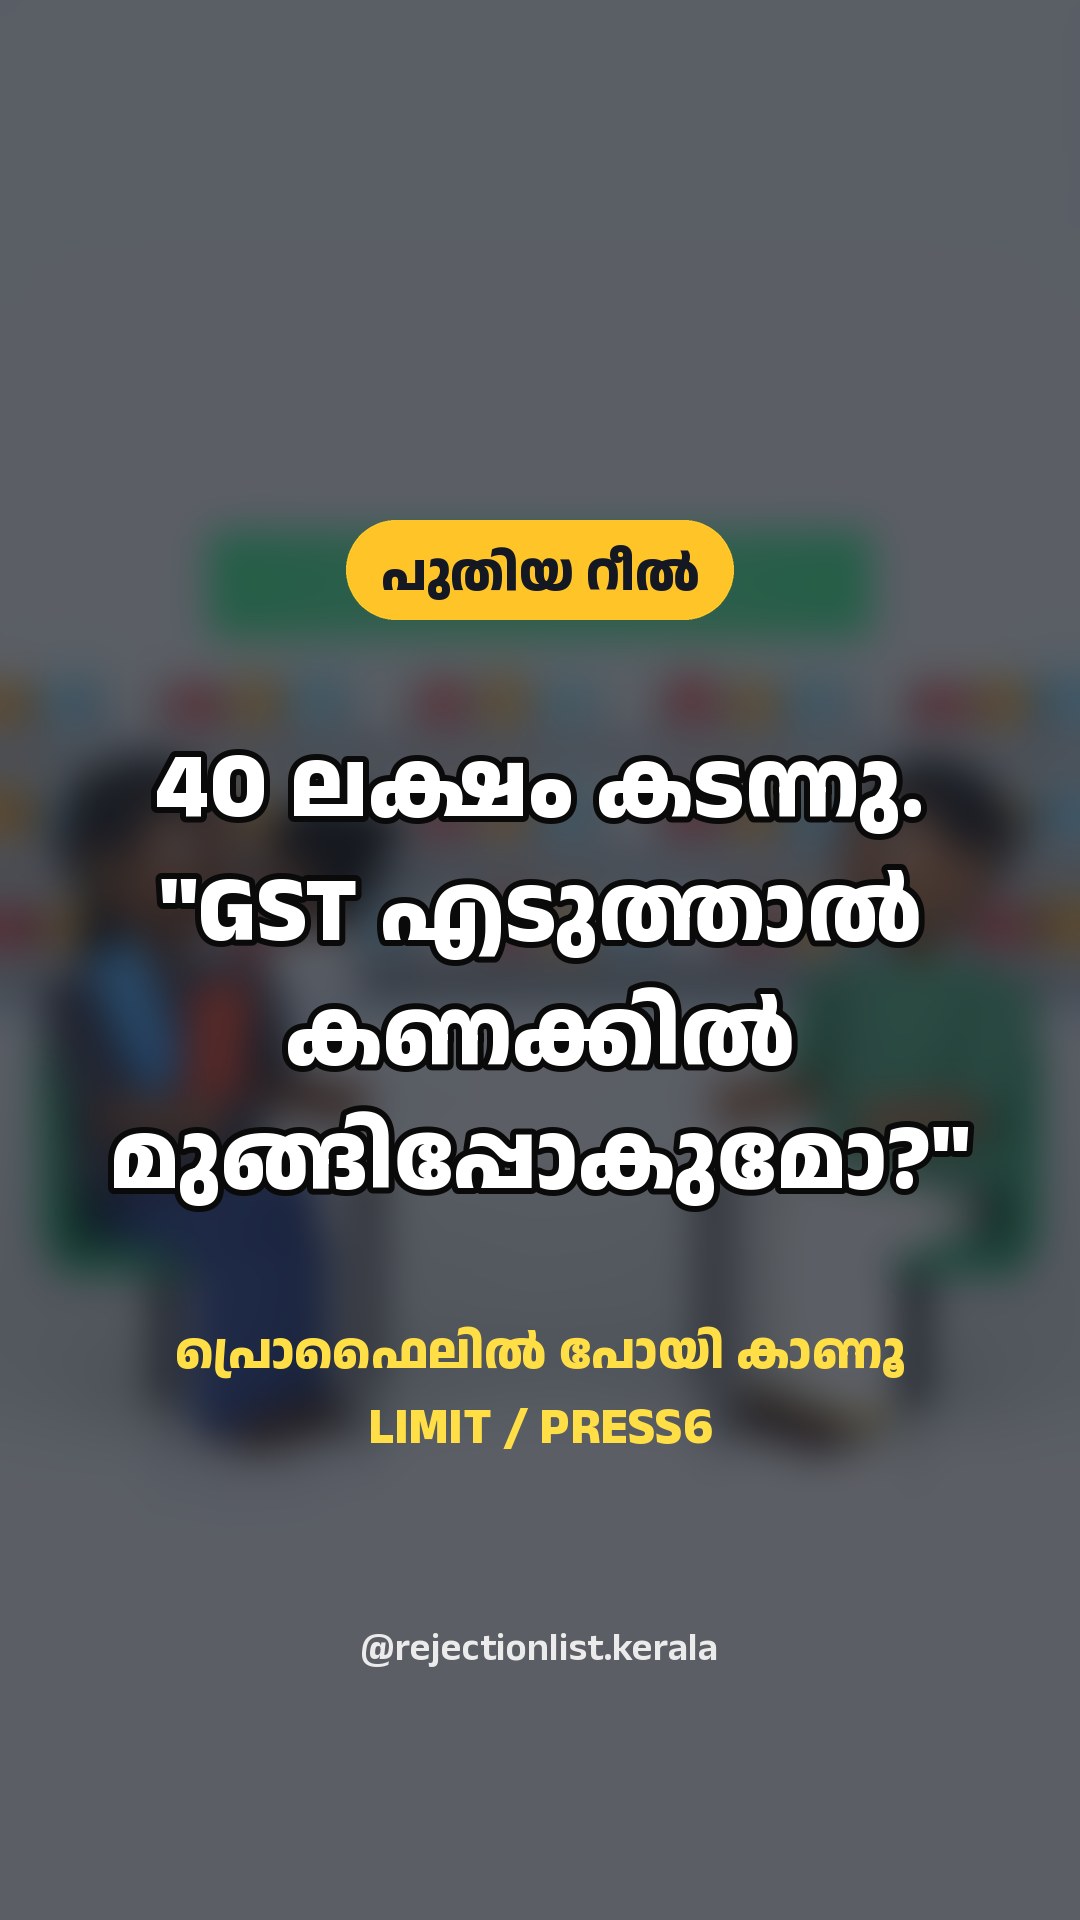 പുതിയ റീൽ
40 ലക്ഷം കടന്നു.
"GST എടുത്താൽ
കണക്കിൽ
മുങ്ങിപ്പോകുമോ?"
പ്രൊഫൈലിൽ പോയി കാണൂ
LIMIT / PRESS6
@rejectionlist.kerala